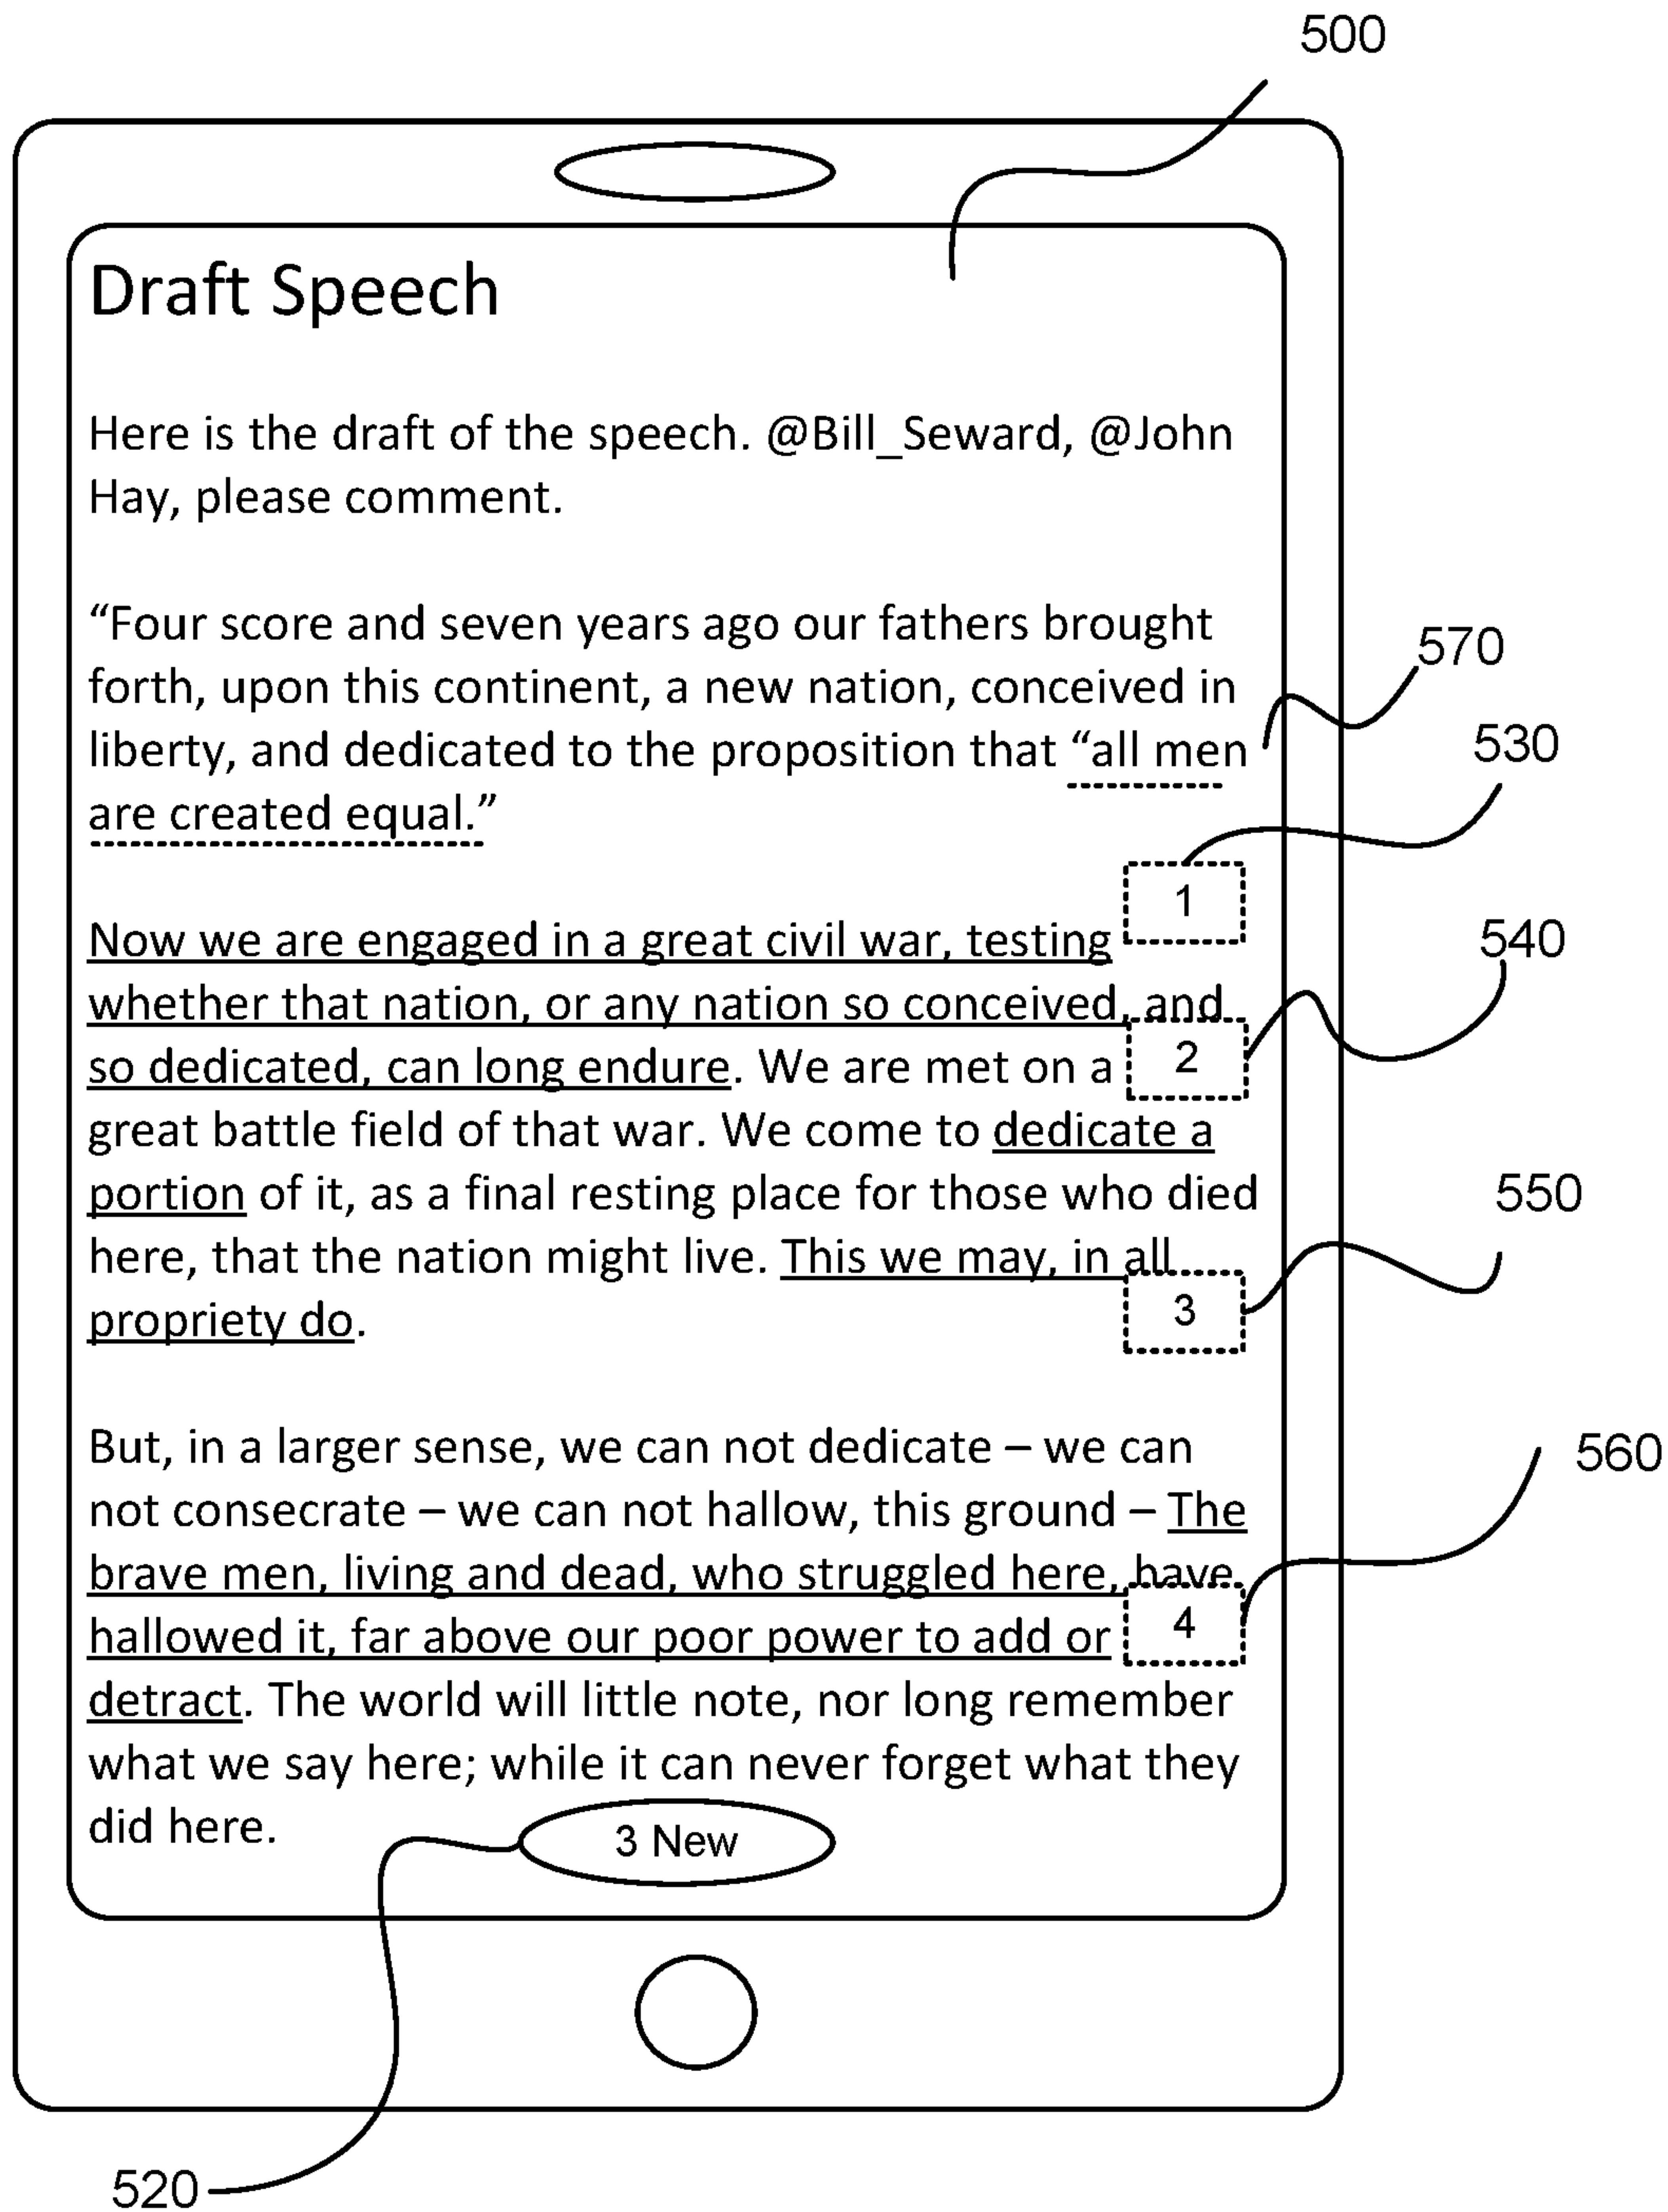 500
Draft Speech
Here is the draft of the speech. @Bill_Seward, @John
Hay, please comment.
“Four score and seven years ago our fathers brought
forth, upon this continent, a new nation, conceived in
570
liberty, and dedicated to the proposition that “all men
530
are created equal.”
1
Now we are engaged in a great civil war, testing
540
whether that nation, or any nation so conceived, and
2
so dedicated, can long endure. We are met on a
great battle field of that war. We come to dedicate a
portion of it, as a final resting place for those who died
550
here, that the nation might live. This we may, in all
3
propriety do.
But, in a larger sense, we can not dedicate – we can
560
not consecrate – we can not hallow, this ground – The
brave men, living and dead, who struggled here, have
4
hallowed it, far above our poor power to add or
detract. The world will little note, nor long remember
what we say here; while it can never forget what they
did here.
3 New
520